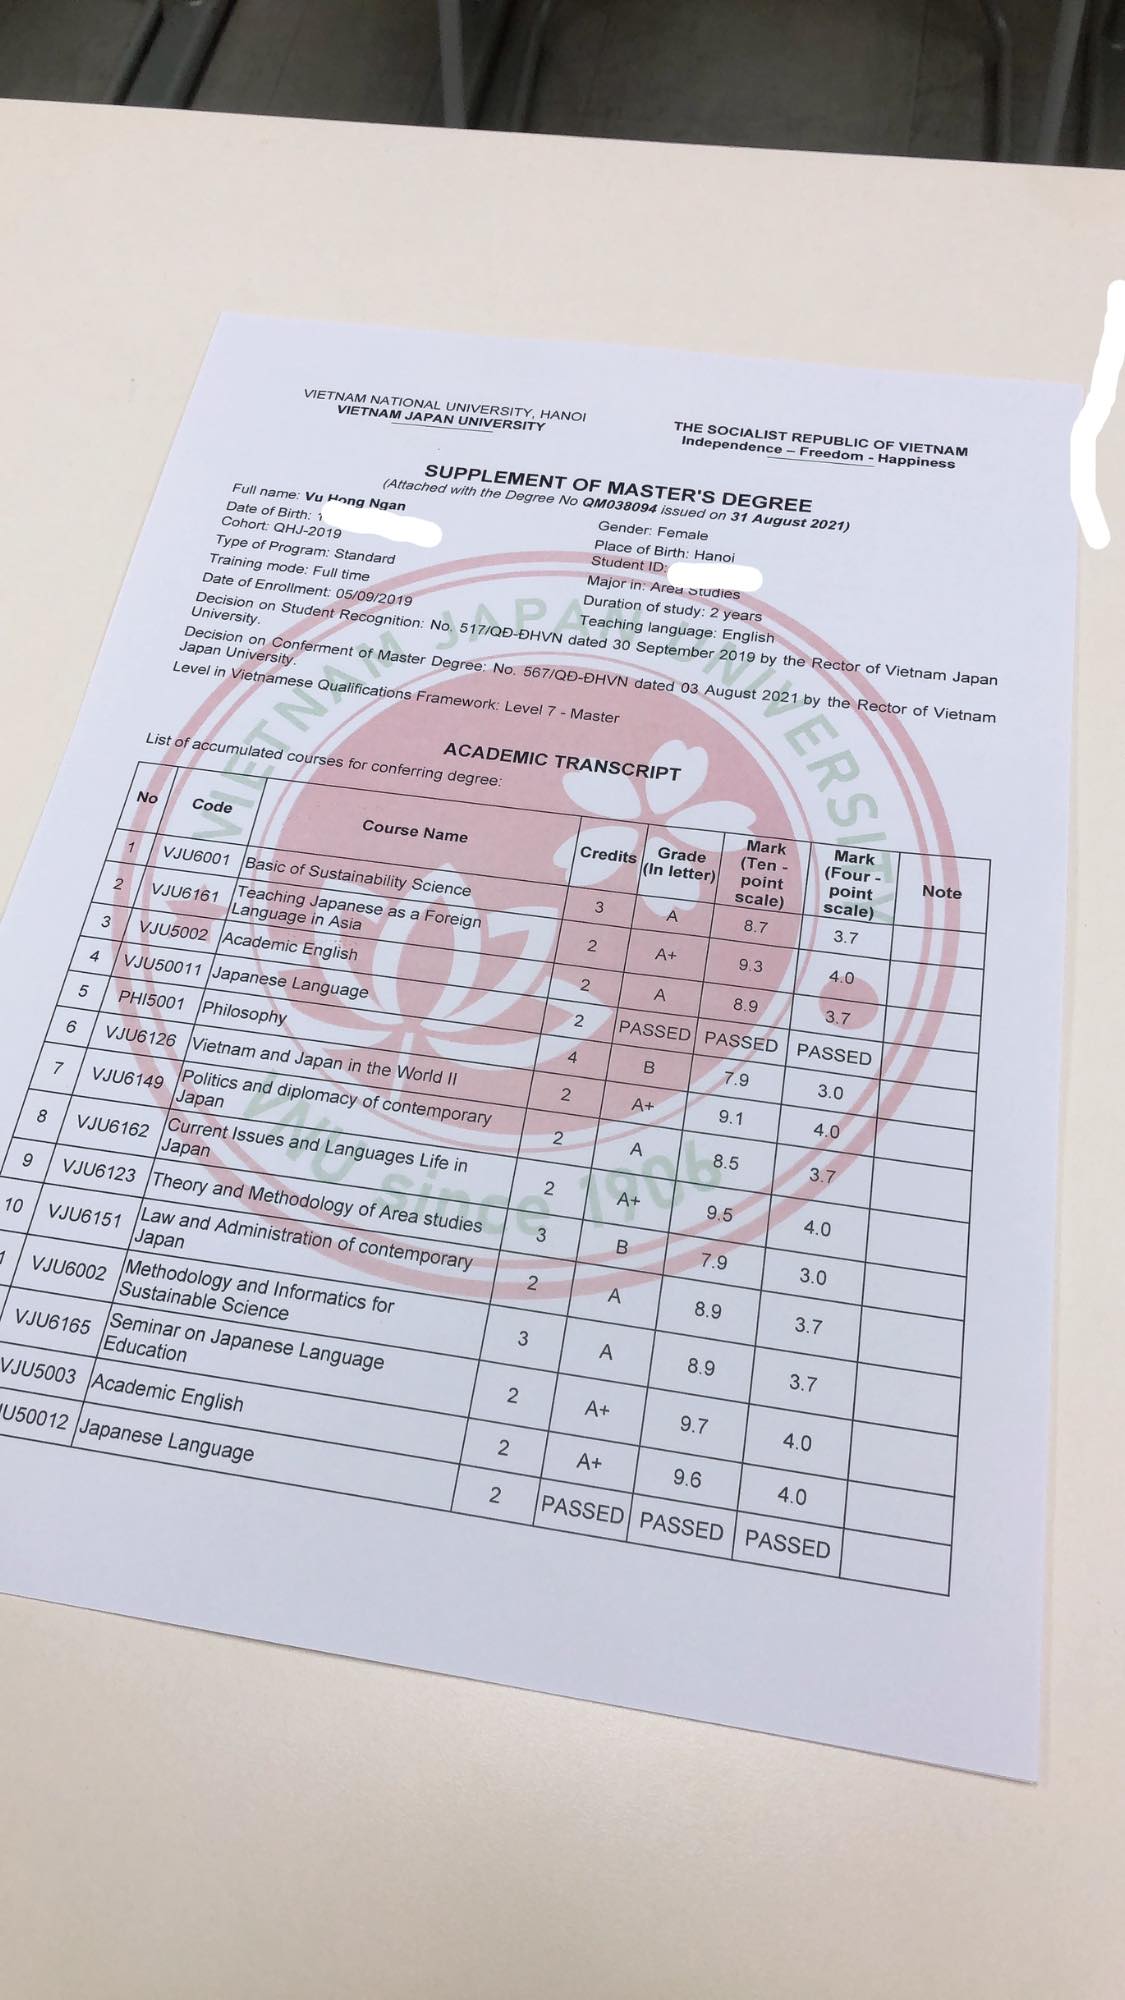 VIETNAM NATIONAL UNIVERSITY, HANOI
VIETNAM JAPAN UNIVERSITY
THE SOCIALIST REPUBLIC OF VIETNAM
Independence – Freedom - Happiness
SUPPLEMENT OF MASTER'S DEGREE
(Attached with the Degree No QM038094 issued on 31 August 2021)
Full name: Vu Hong Ngan
Gender: Female
Date of Birth:
Place of Birth: Hanoi
Cohort: QHJ-2019
Student ID:
Type of Program: Standard
Major in: Area Studies
Training mode: Full time
Duration of study: 2 years
Date of Enrollment: 05/09/2019
Teaching language: English
Decision on Student Recognition: No. 517/QĐ-ĐHVN dated 30 September 2019 by the Rector of Vietnam Japan
University.
Decision on Conferment of Master Degree: No. 567/QĐ-ĐHVN dated 03 August 2021 by the Rector of Vietnam
Japan University.
Level in Vietnamese Qualifications Framework: Level 7 - Master
ACADEMIC TRANSCRIPT
List of accumulated courses for conferring degree:
No Code Course Name Credits Grade (In letter) Mark (Ten - point scale) Mark (Four - point scale) Note
1 VJU6001 Basic of Sustainability Science 3 A 8.7 3.7
2 VJU6161 Teaching Japanese as a Foreign Language in Asia 2 A+ 9.3 4.0
3 VJU5002 Academic English 2 A 8.9 3.7
4 VJU50011 Japanese Language 2 PASSED PASSED PASSED
5 PHI5001 Philosophy 4 B 7.9 3.0
6 VJU6126 Vietnam and Japan in the World II 2 A+ 9.1 4.0
7 VJU6149 Politics and diplomacy of contemporary Japan 2 A 8.5 3.7
8 VJU6162 Current Issues and Languages Life in Japan 2 A+ 9.5 4.0
9 VJU6123 Theory and Methodology of Area studies 3 B 7.9 3.0
10 VJU6151 Law and Administration of contemporary Japan 2 A 8.9 3.7
1 VJU6002 Methodology and Informatics for Sustainable Science 3 A 8.9 3.7
VJU6165 Seminar on Japanese Language Education 2 A+ 9.7 4.0
VJU5003 Academic English 2 A+ 9.6 4.0
U50012 Japanese Language 2 PASSED PASSED PASSED
VIETNAM JAPAN UNIVERSITY
VNU since 1906